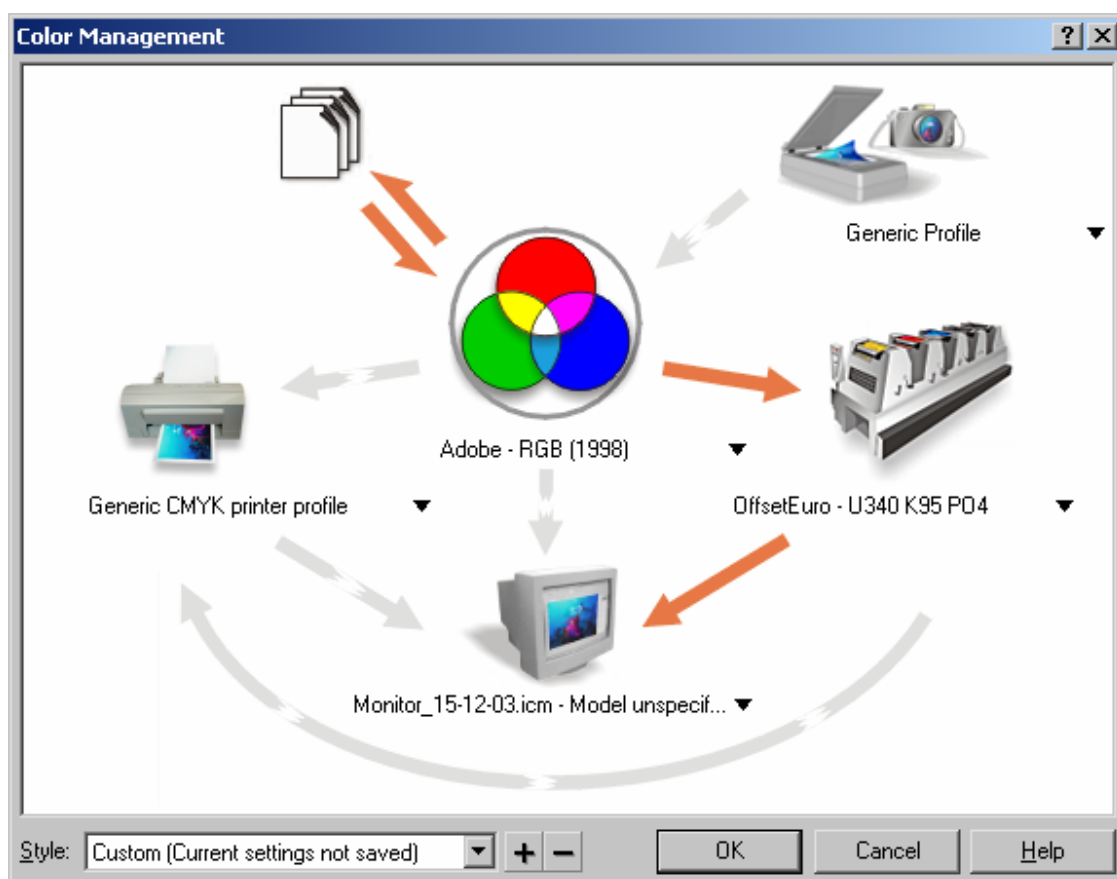 Color Management
Generic Profile
Adobe - RGB (1998)
Generic CMYK printer profile
OffsetEuro - U340 K95 PO4
Monitor_15-12-03.icm - Model unspecif...
Style:
Custom (Current settings not saved)
OK
Cancel
Help